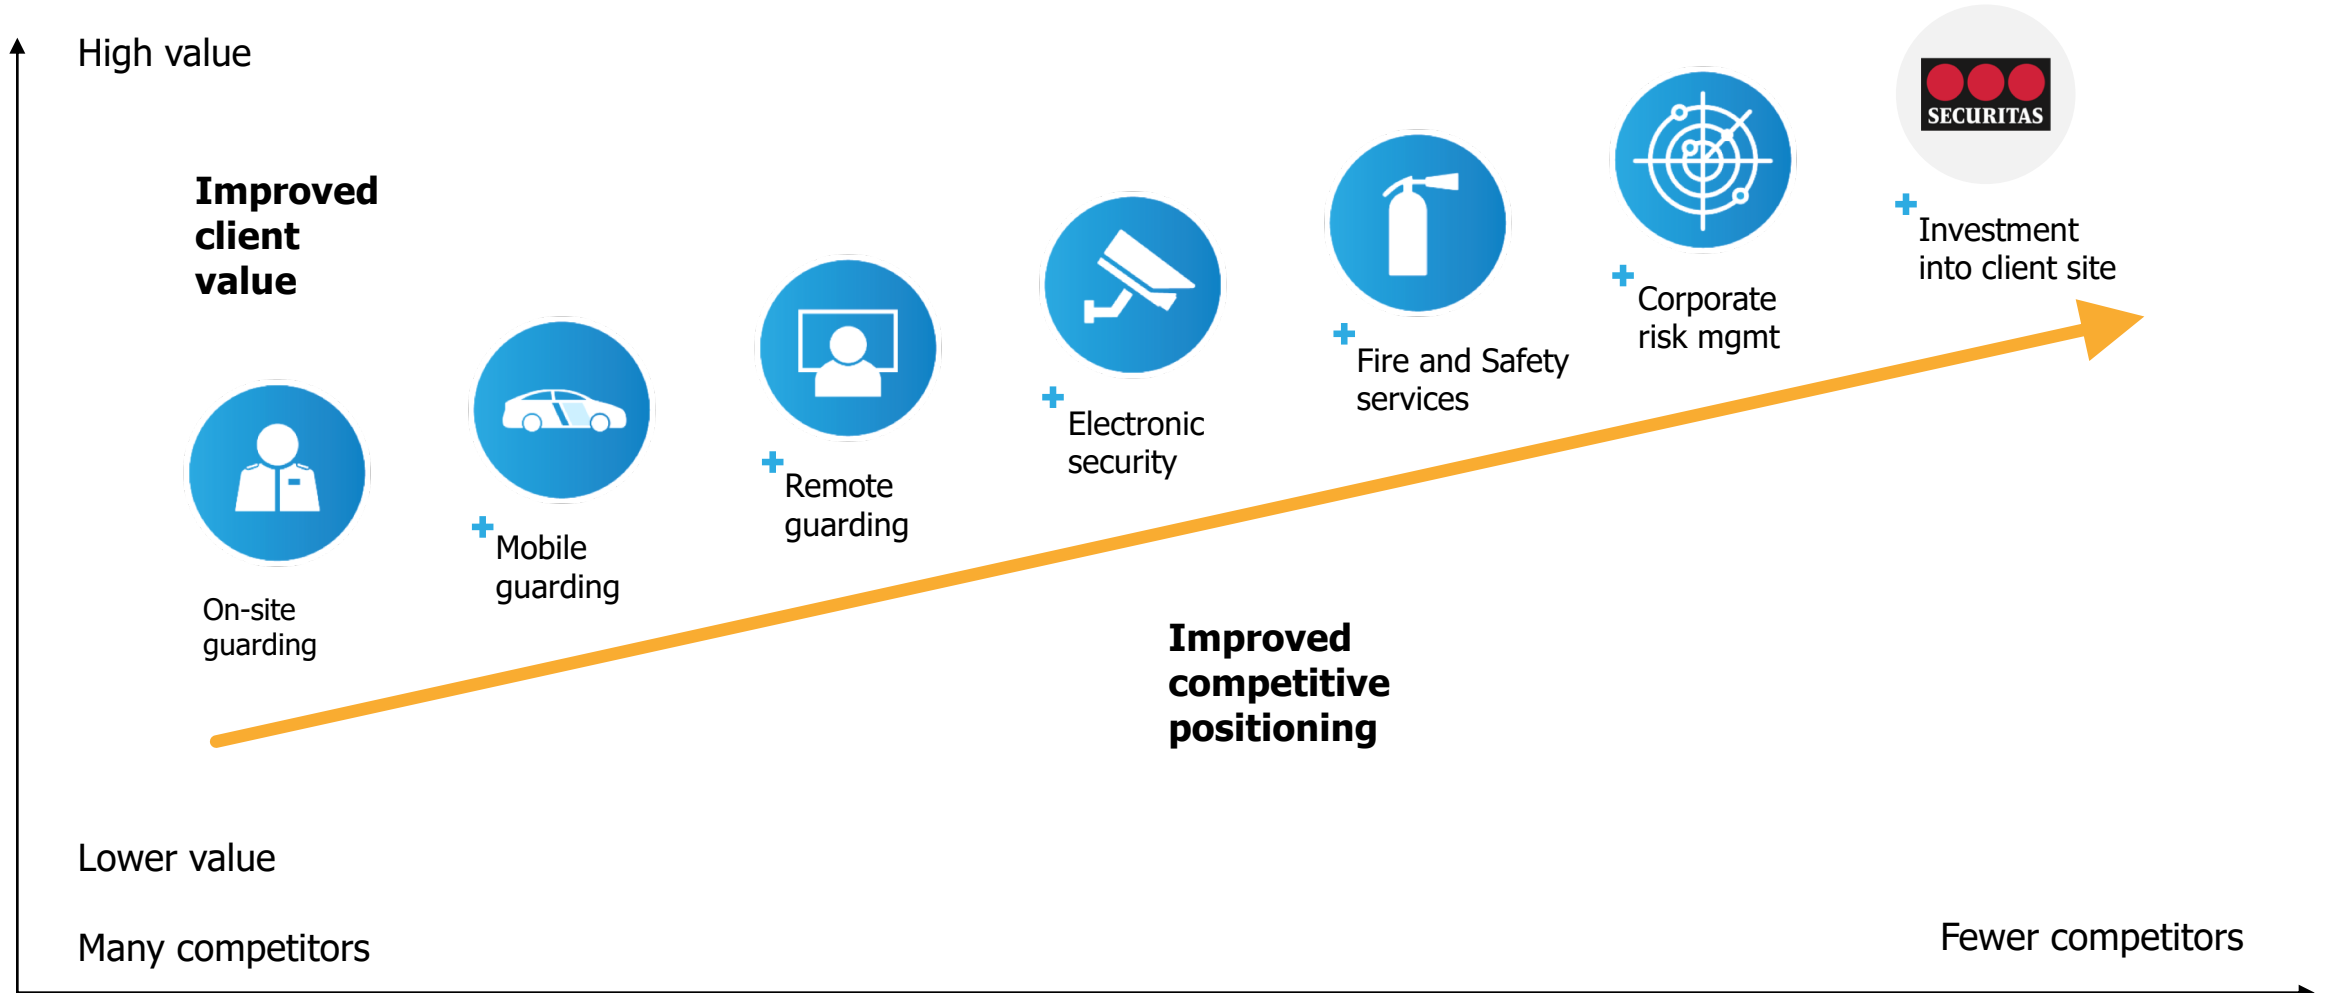 High value
SECURITAS
Improved
client
value
+ Investment
into client site
+ Corporate
risk mgmt
+ Fire and Safety
services
+ Electronic
security
+ Remote
guarding
+ Mobile
guarding
On-site
guarding
Improved
competitive
positioning
Lower value
Many competitors
Fewer competitors